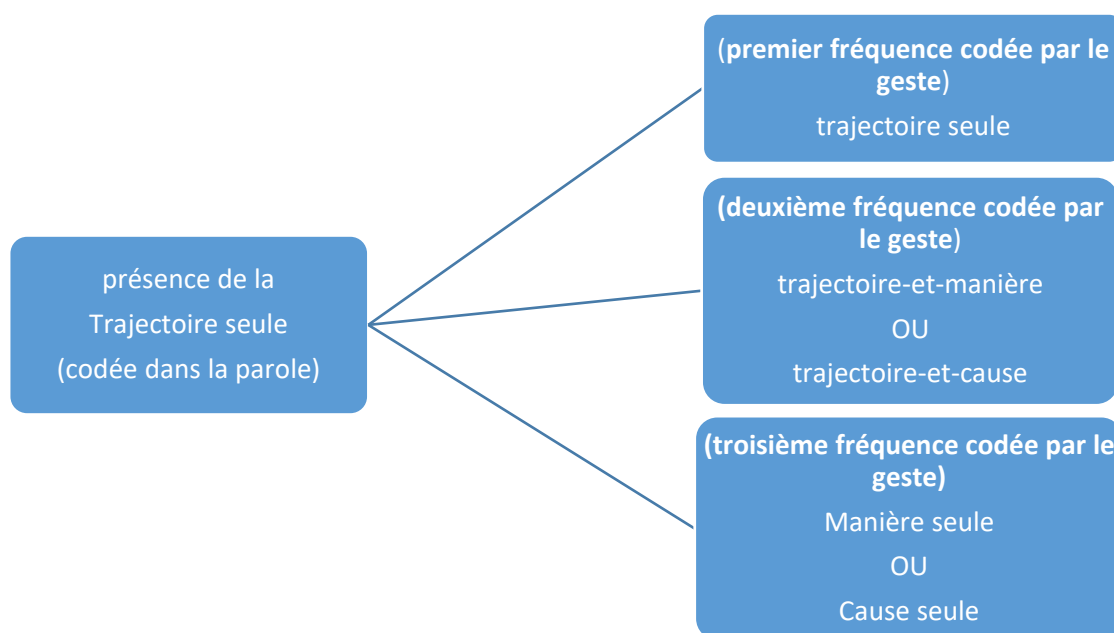 présence de la
Trajectoire seule
(codée dans la parole)
(premier fréquence codée par le
geste)
trajectoire seule
(deuxième fréquence codée par
le geste)
trajectoire-et-manière
OU
trajectoire-et-cause
(troisième fréquence codée par le
geste)
Manière seule
OU
Cause seule